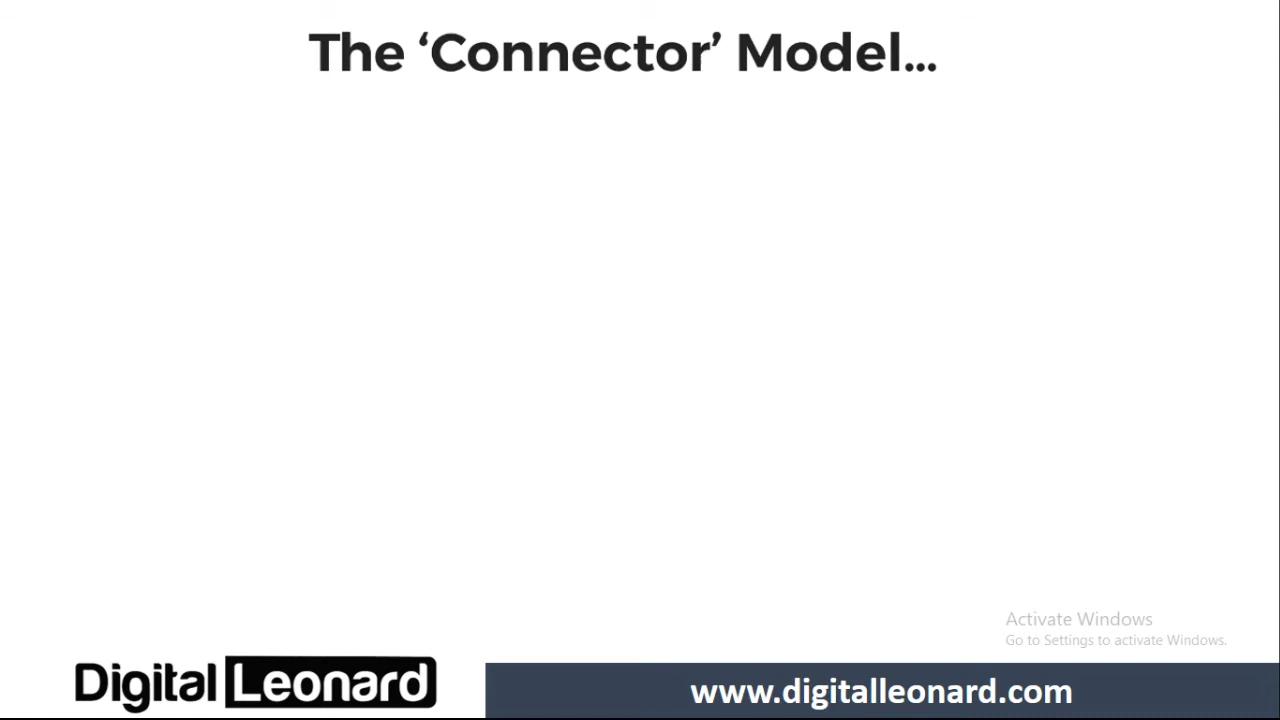 The ‘Connector’ Model...
Activate Windows
Go to Settings to activate Windows.
Digital Leonard
www.digitalleonard.com